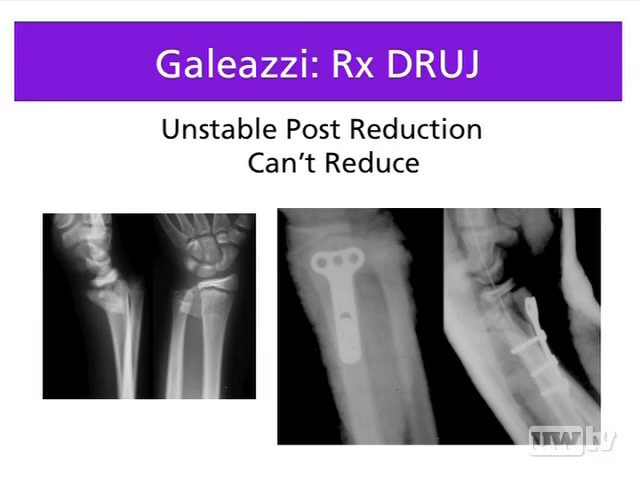 Galeazzi: Rx DRUJ
Unstable Post Reduction
Can't Reduce
UWtv